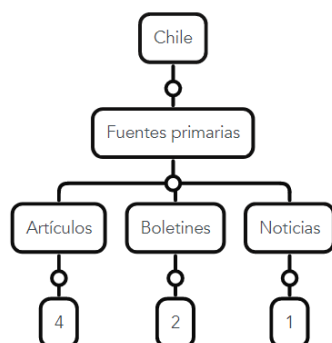 Chile
Fuentes primarias
Artículos
Boletines
Noticias
4
2
1